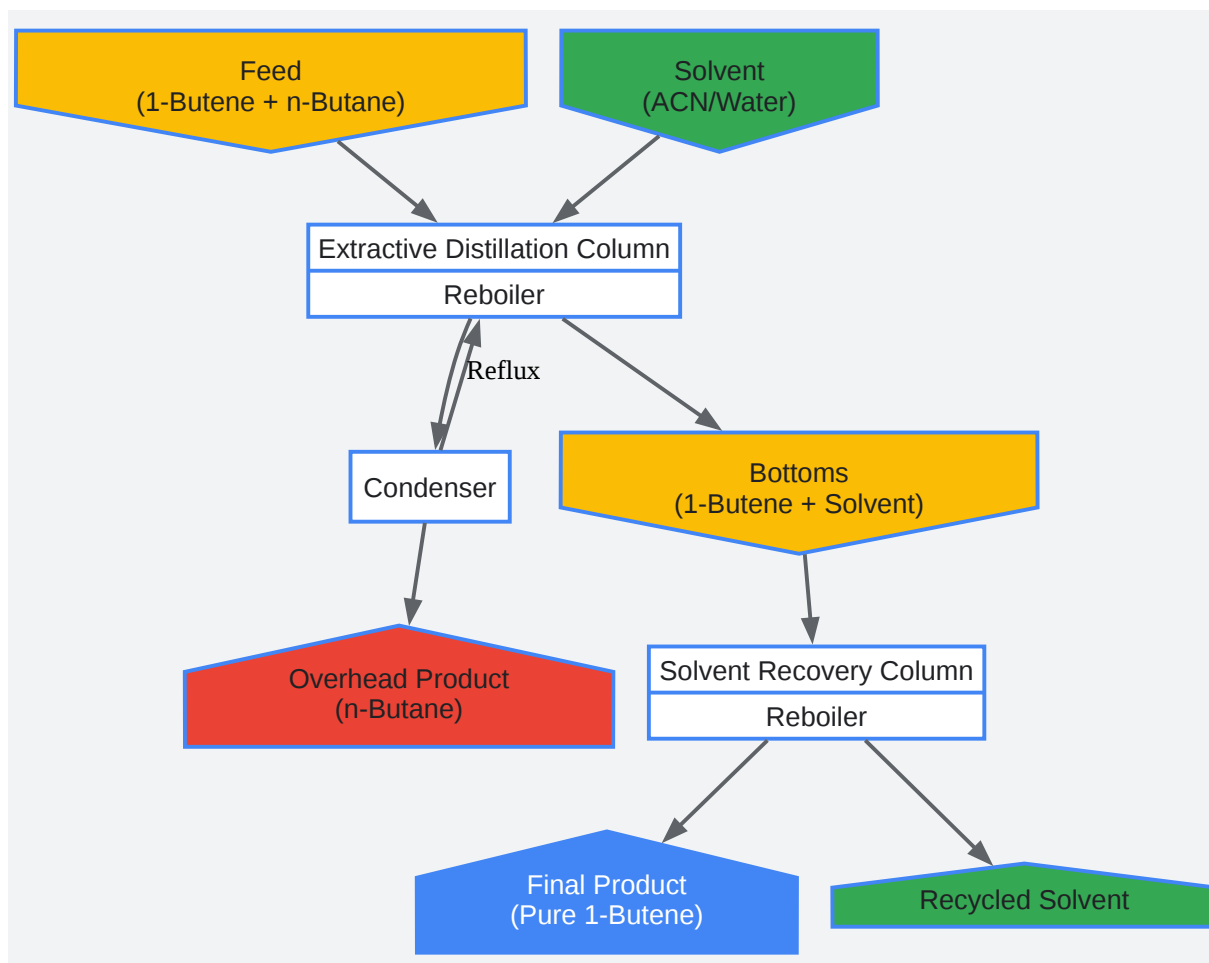 Feed
(1-Butene + n-Butane)
Solvent
(ACN/Water)
Extractive Distillation Column
Reboiler
Reflux
Condenser
Bottoms
(1-Butene + Solvent)
Overhead Product
(n-Butane)
Solvent Recovery Column
Reboiler
Final Product
(Pure 1-Butene)
Recycled Solvent